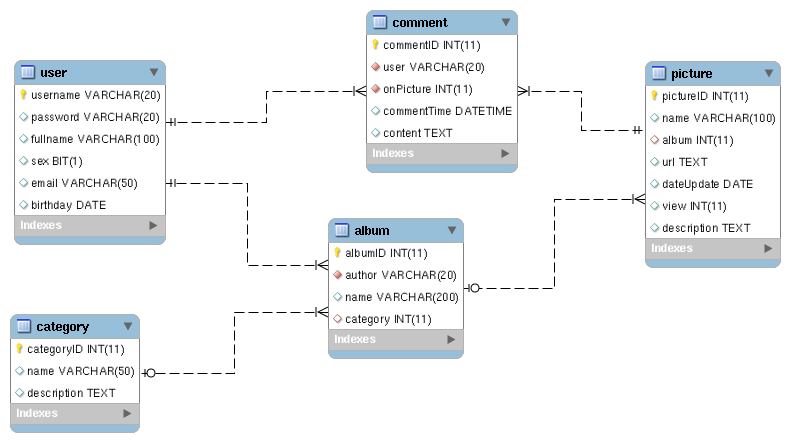 comment
commentID INT(11)
user VARCHAR(20)
onPicture INT(11)
commentTime DATETIME
content TEXT
Indexes
user
username VARCHAR(20)
password VARCHAR(20)
fullname VARCHAR(100)
sex BIT(1)
email VARCHAR(50)
birthday DATE
Indexes
picture
pictureID INT(11)
name VARCHAR(100)
album INT(11)
url TEXT
dateUpdate DATE
view INT(11)
description TEXT
Indexes
album
albumID INT(11)
author VARCHAR(20)
name VARCHAR(200)
category INT(11)
Indexes
category
categoryID INT(11)
name VARCHAR(50)
description TEXT
Indexes